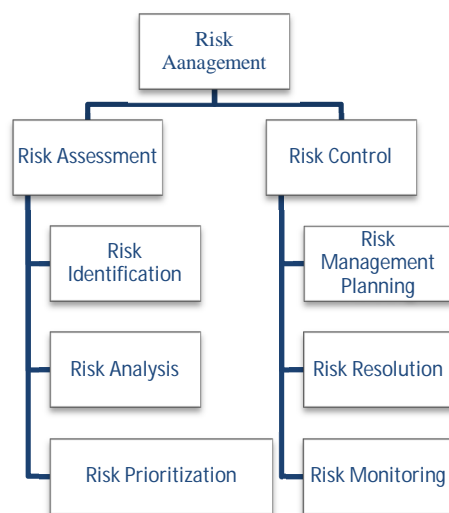 Risk
Aanagement
Risk Assessment
Risk Control
Risk
Identification
Risk
Management
Planning
Risk Analysis
Risk Resolution
Risk Prioritization
Risk Monitoring